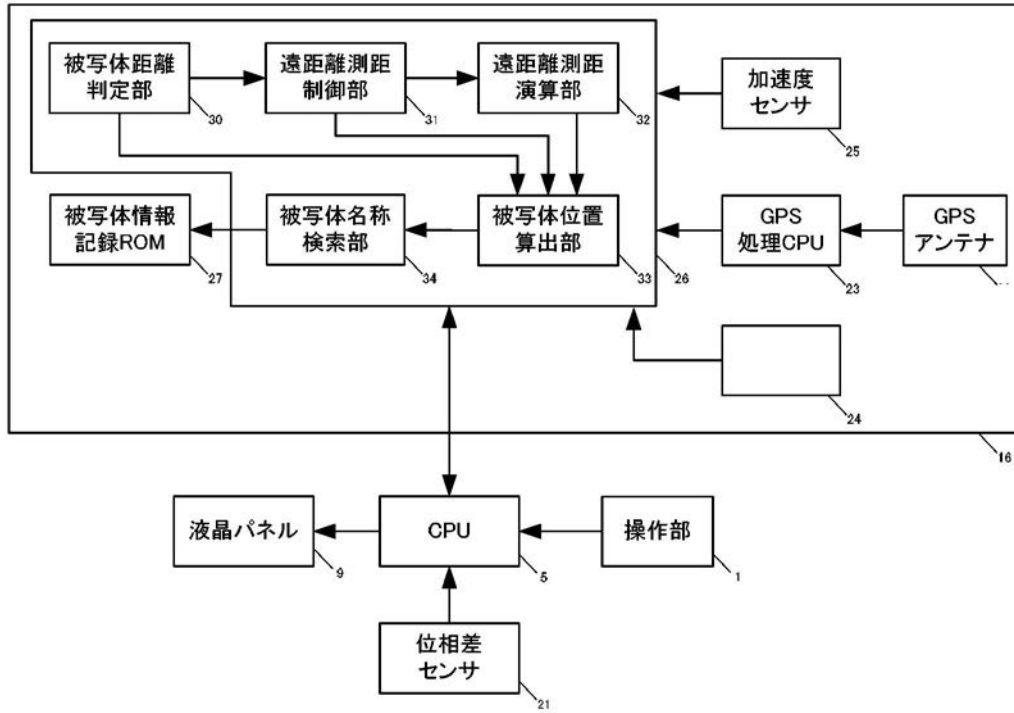 被写体距離
判定部
30
遠距離測距
制御部
31
遠距離測距
演算部
32
加速度
センサ
25
被写体情報
記録ROM
27
被写体名称
検索部
34
被写体位置
算出部
33
26
GPS
処理CPU
23
GPS
アンテナ
24
16
液晶パネル
9
CPU
5
操作部
1
位相差
センサ
21